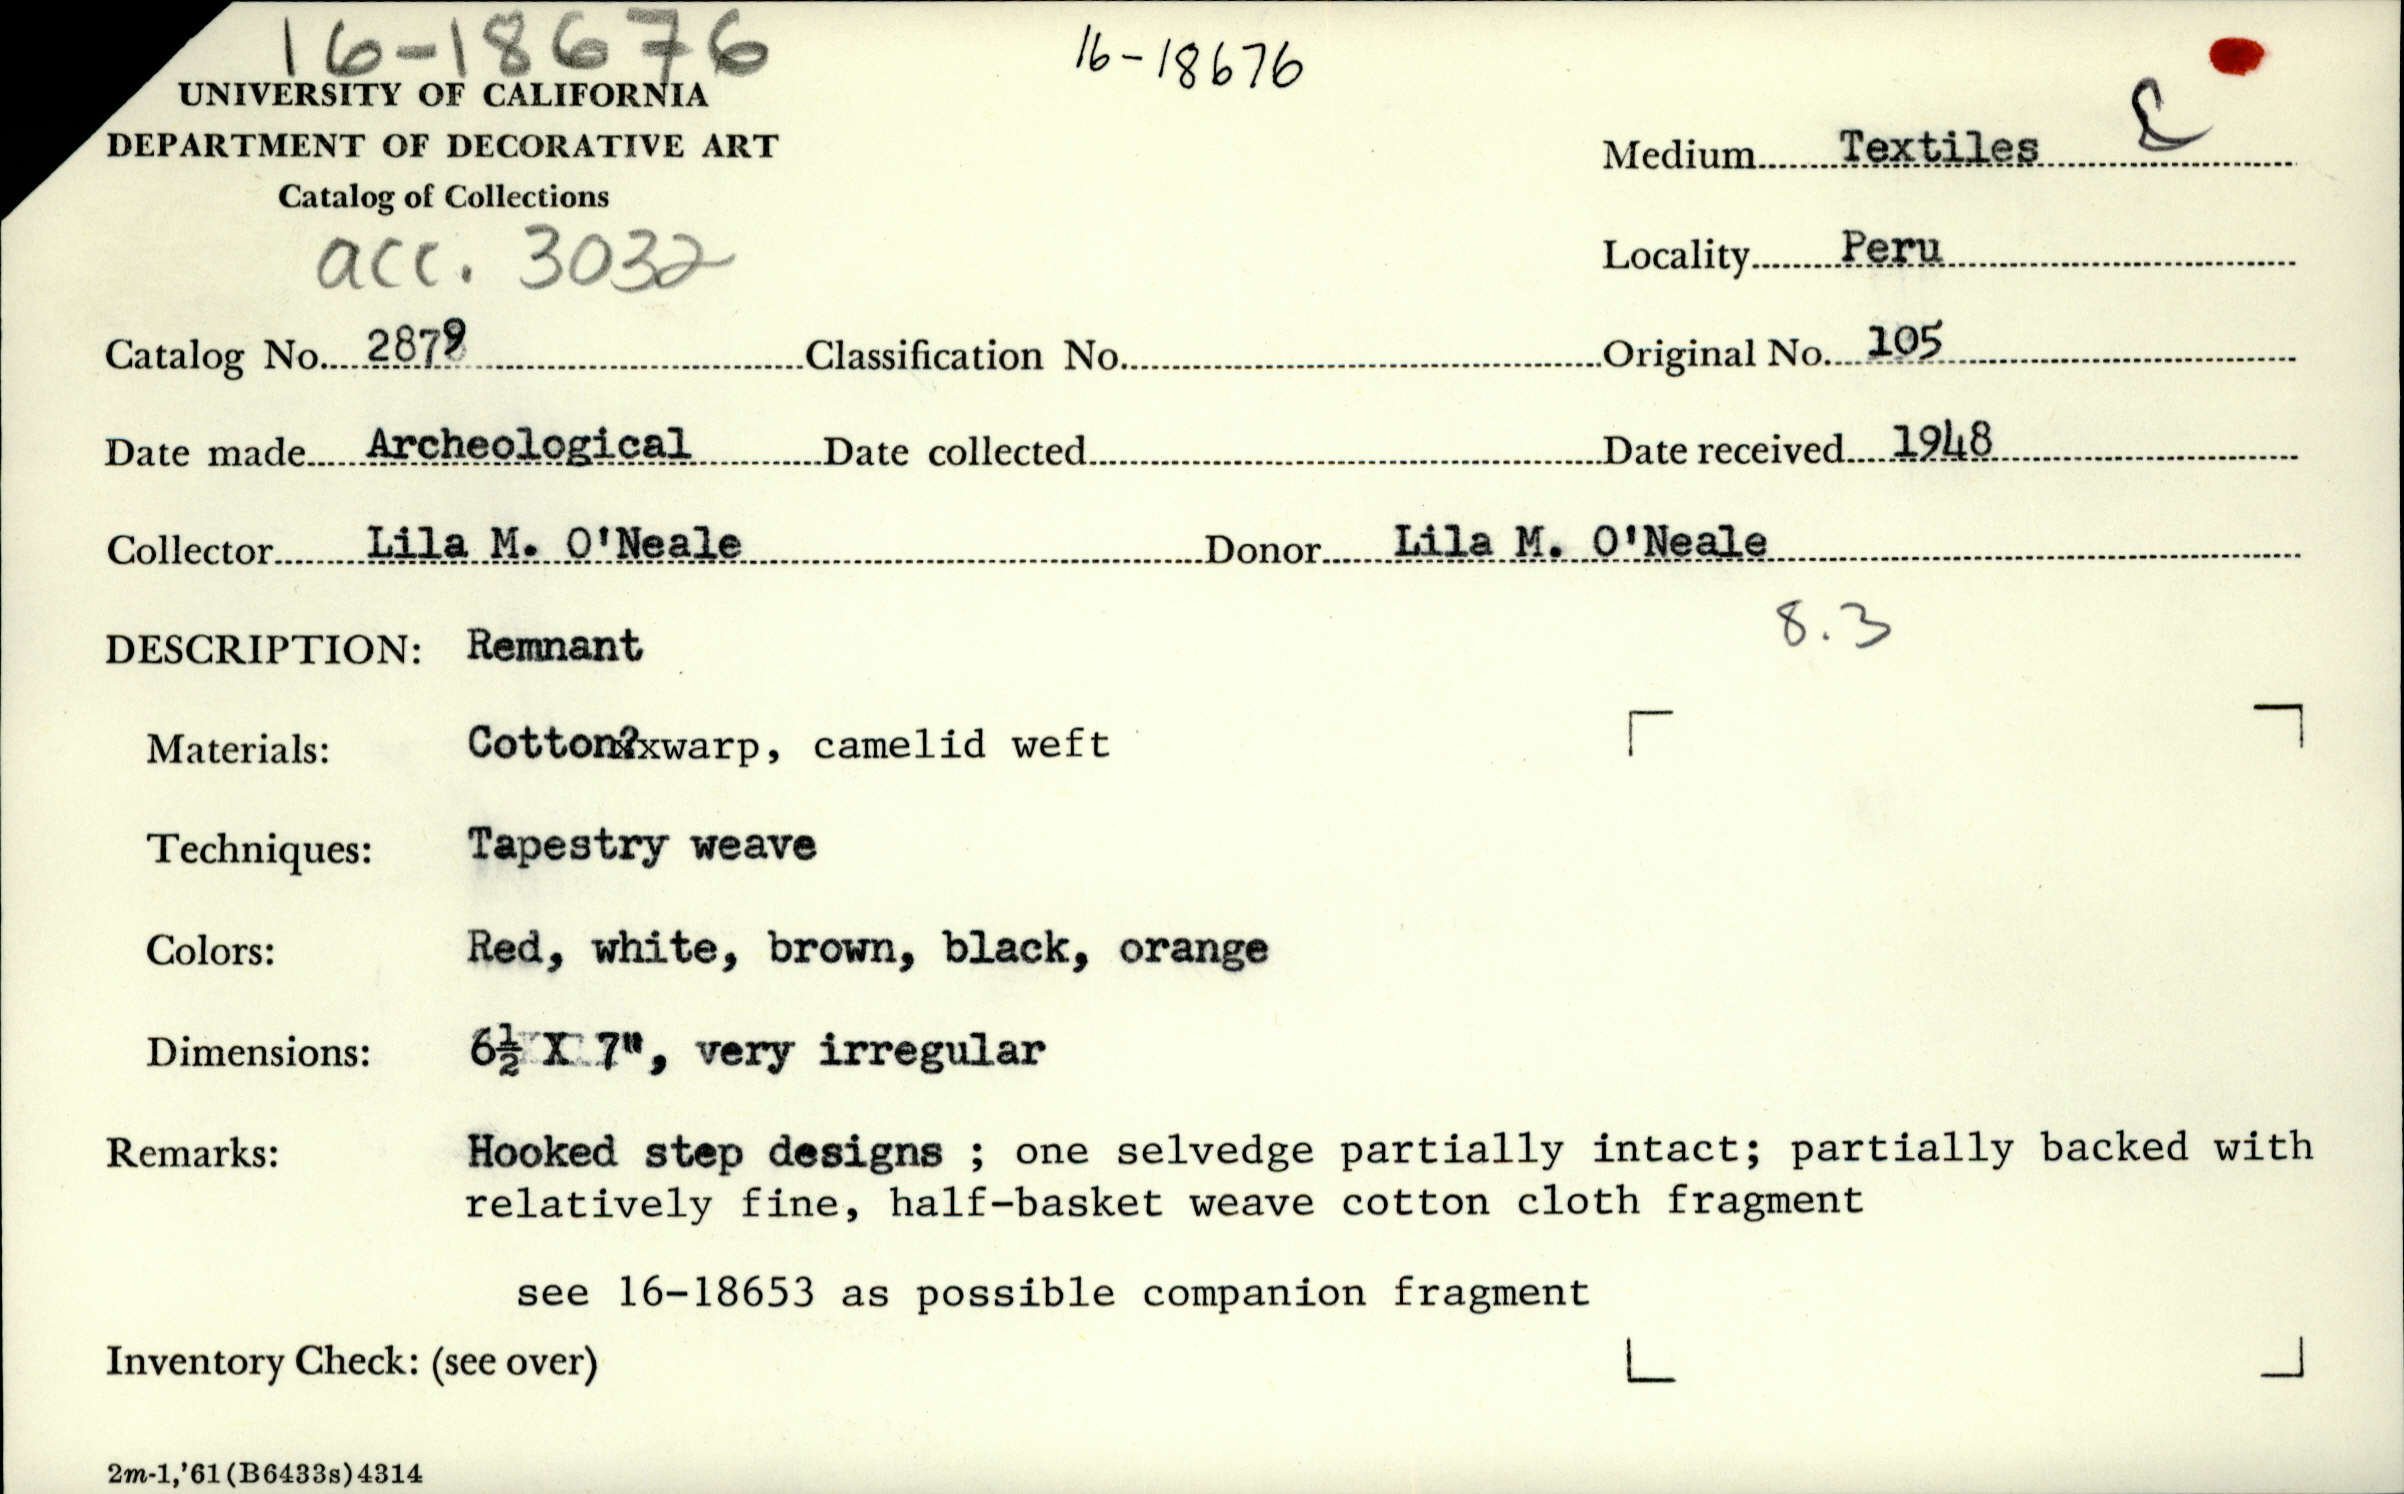 16-18676
16-18676
UNIVERSITY OF CALIFORNIA
DEPARTMENT OF DECORATIVE ART
Catalog of Collections
acc. 3032
Medium Textiles
Locality Peru
Catalog No. 2879 Classification No. Original No. 105
Date made Archeological Date collected Date received 1948
Collector Lila M. O'Neale Donor Lila M. O'Neale
8.3
DESCRIPTION: Remnant
Materials: Cotton warp, camelid weft
Techniques: Tapestry weave
Colors: Red, white, brown, black, orange
Dimensions: 6½ X 7", very irregular
Remarks: Hooked step designs ; one selvedge partially intact; partially backed with
relatively fine, half-basket weave cotton cloth fragment
see 16-18653 as possible companion fragment
Inventory Check: (see over)
2m-1,'61(B6433s)4314